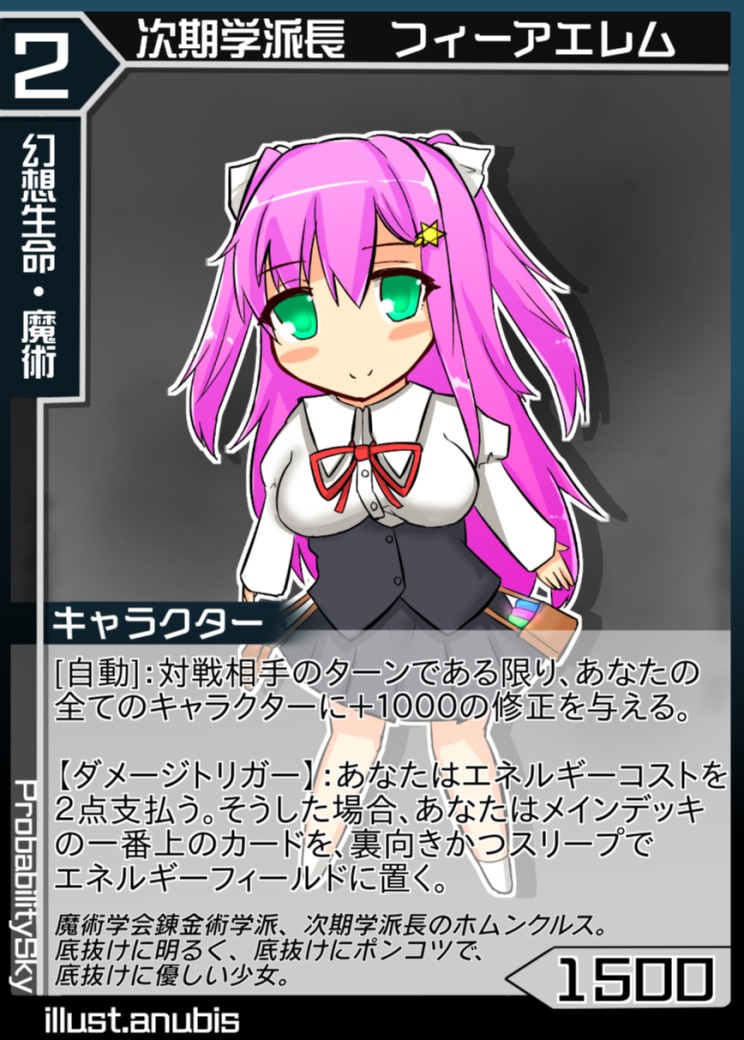 2
次期学派長　フィーアエレム
幻想生命・魔術
キャラクター
[自動]:対戦相手のターンである限り、あなたの
全てのキャラクターに+1000の修正を与える。
【ダメージトリガー】:あなたはエネルギーコストを
2点支払う。そうした場合、あなたはメインデッキ
の一番上のカードを、裏向きかつスリープで
エネルギーフィールドに置く。
魔術学会錬金術学派、次期学派長のホムンクルス。
底抜けに明るく、底抜けにポンコツで、
底抜けに優しい少女。
1500
ProbabilitySky
illust.anubis